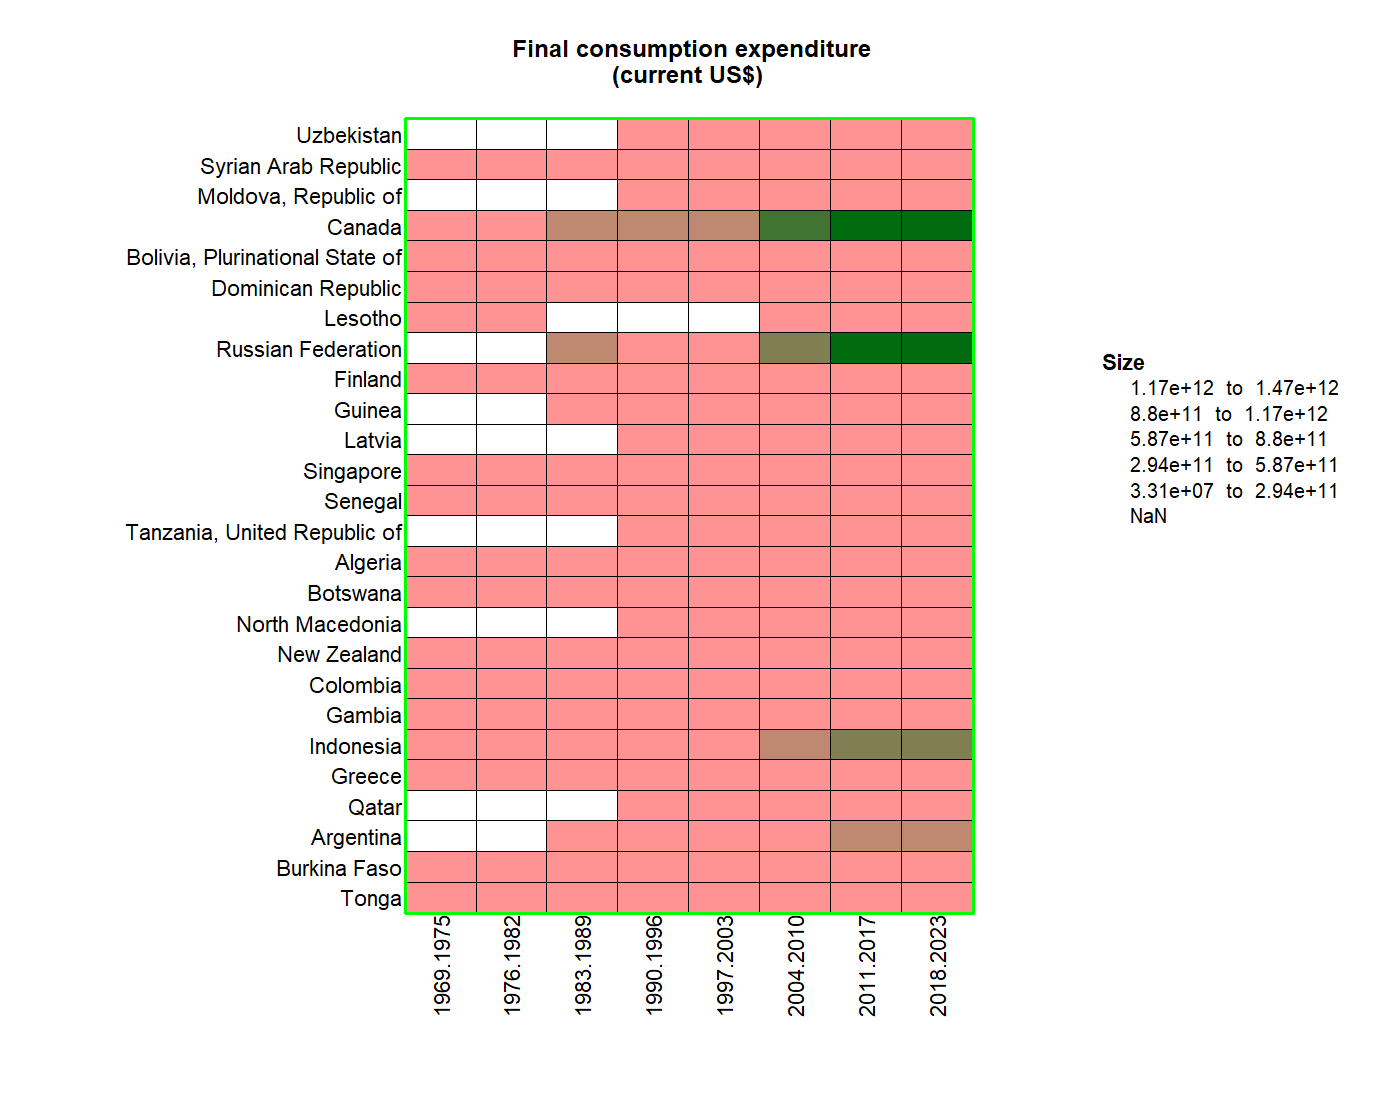 Final consumption expenditure
(current US$)
Uzbekistan
Syrian Arab Republic
Moldova, Republic of
Canada
Bolivia, Plurinational State of
Dominican Republic
Lesotho
Russian Federation
Finland
Guinea
Latvia
Singapore
Senegal
Tanzania, United Republic of
Algeria
Botswana
North Macedonia
New Zealand
Colombia
Gambia
Indonesia
Greece
Qatar
Argentina
Burkina Faso
Tonga
1969.1975
1976.1982
1983.1989
1990.1996
1997.2003
2004.2010
2011.2017
2018.2023
Size
1.17e+12 to 1.47e+12
8.8e+11 to 1.17e+12
5.87e+11 to 8.8e+11
2.94e+11 to 5.87e+11
3.31e+07 to 2.94e+11
NaN